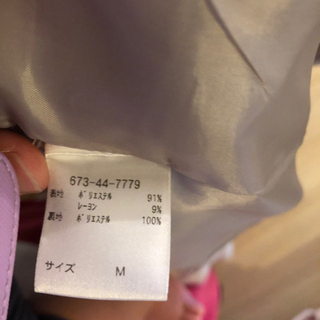 673-44-7779
表地 ポリエステル 91%
レーヨン 9%
裏地 ポリエステル 100%
サイズ M